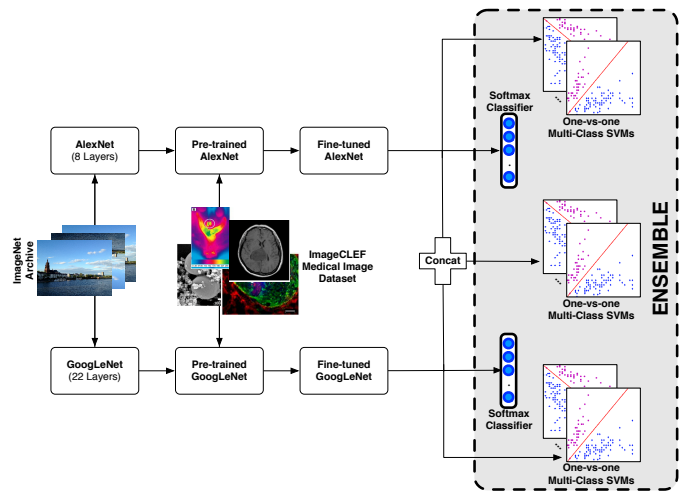 One-vs-one
Multi-Class SVMs
Softmax
Classifier
AlexNet
(8 Layers)
Pre-trained
AlexNet
Fine-tuned
AlexNet
ImageNet
Archive
ImageCLEF
Medical Image
Dataset
Concat
One-vs-one
Multi-Class SVMs
ENSEMBLE
GoogLeNet
(22 Layers)
Pre-trained
GoogLeNet
Fine-tuned
GoogLeNet
Softmax
Classifier
One-vs-one
Multi-Class SVMs